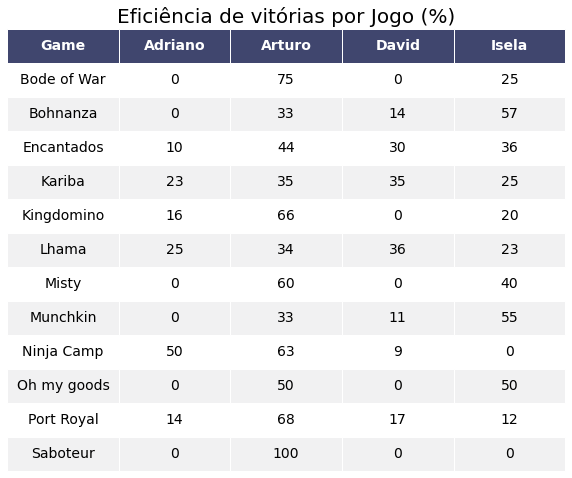 Eficiência de vitórias por Jogo (%)
Game Adriano Arturo David Isela
Bode of War 0 75 0 25
Bohnanza 0 33 14 57
Encantados 10 44 30 36
Kariba 23 35 35 25
Kingdomino 16 66 0 20
Lhama 25 34 36 23
Misty 0 60 0 40
Munchkin 0 33 11 55
Ninja Camp 50 63 9 0
Oh my goods 0 50 0 50
Port Royal 14 68 17 12
Saboteur 0 100 0 0